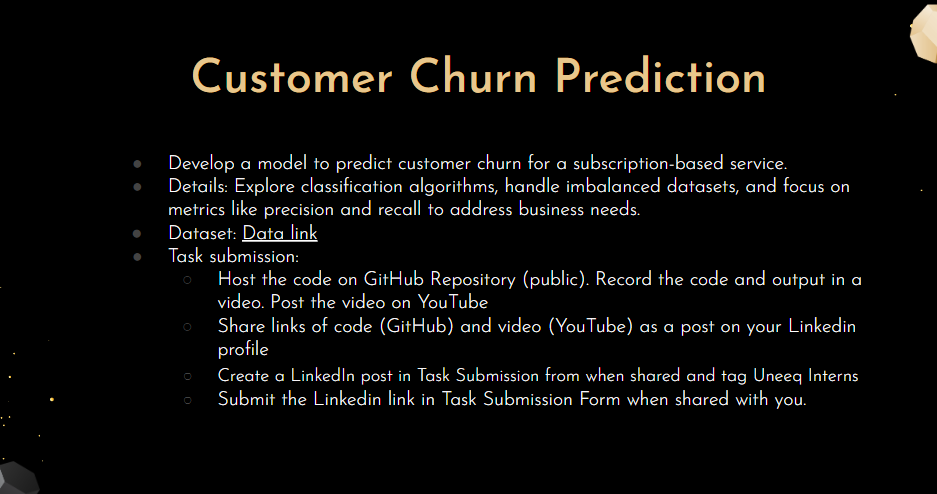 Customer Churn Prediction
Develop a model to predict customer churn for a subscription-based service.
Details: Explore classification algorithms, handle imbalanced datasets, and focus on
metrics like precision and recall to address business needs.
Dataset: Data link
Task submission:
Host the code on GitHub Repository (public). Record the code and output in a
video. Post the video on YouTube
Share links of code (GitHub) and video (YouTube) as a post on your Linkedin
profile
Create a LinkedIn post in Task Submission from when shared and tag Uneeq Interns
Submit the Linkedin link in Task Submission Form when shared with you.